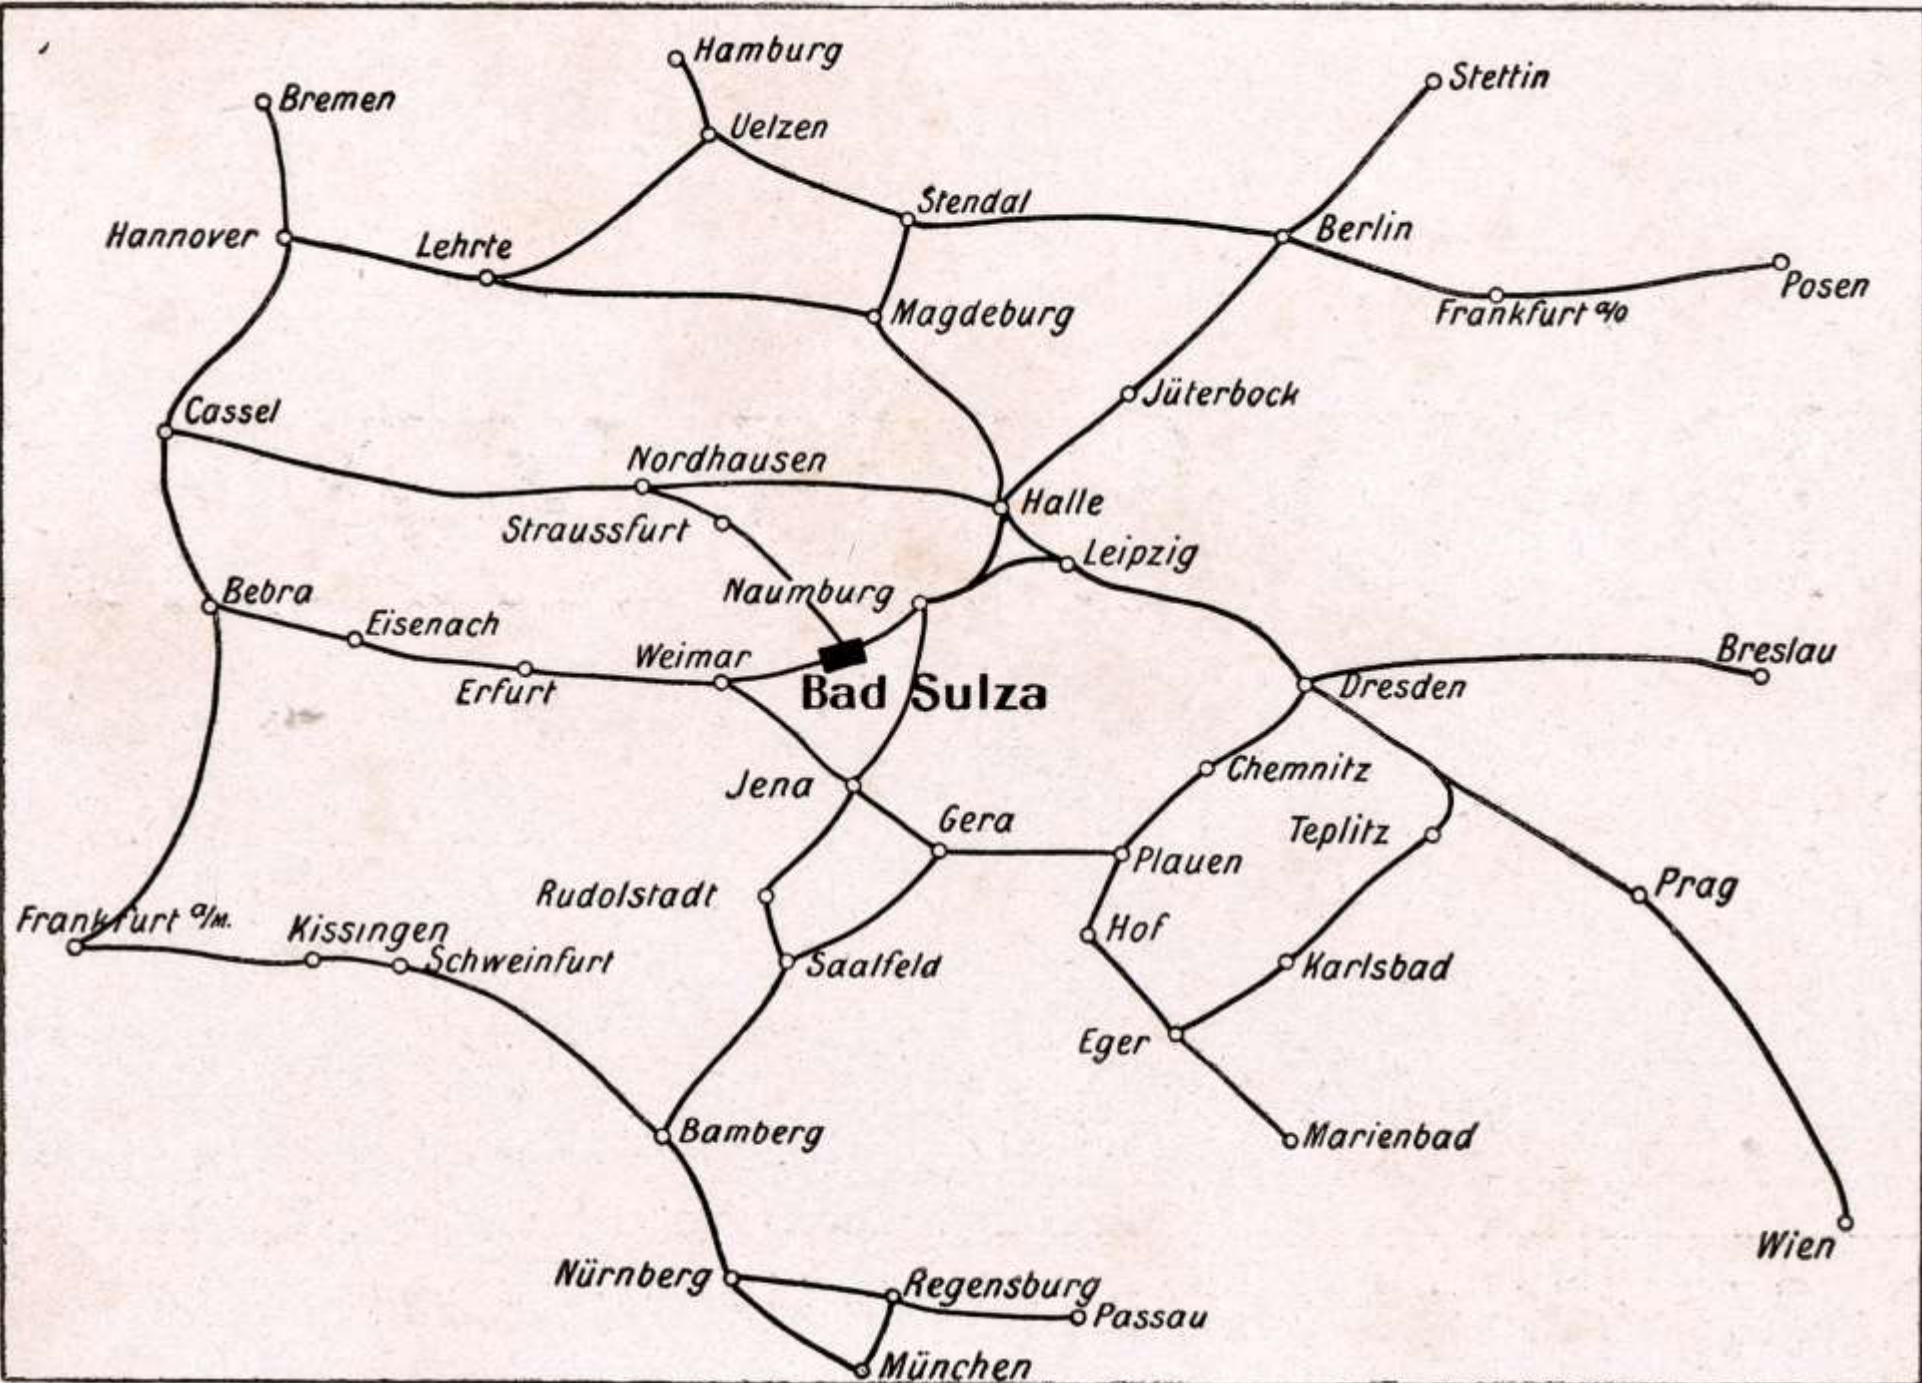 Hamburg
Stettin
Bremen
Uelzen
Stendal
Hannover
Lehrte
Berlin
Posen
Magdeburg
Frankfurt a/O
Jüterbock
Cassel
Nordhausen
Halle
Straussfurt
Leipzig
Naumburg
Bebra
Eisenach
Weimar
Breslau
Erfurt
Bad Sulza
Dresden
Chemnitz
Jena
Gera
Teplitz
Plauen
Prag
Rudolstadt
Frankfurt a/M.
Kissingen
Hof
Schweinfurt
Saalfeld
Karlsbad
Eger
Bamberg
Marienbad
Wien
Nürnberg
Regensburg
Passau
München